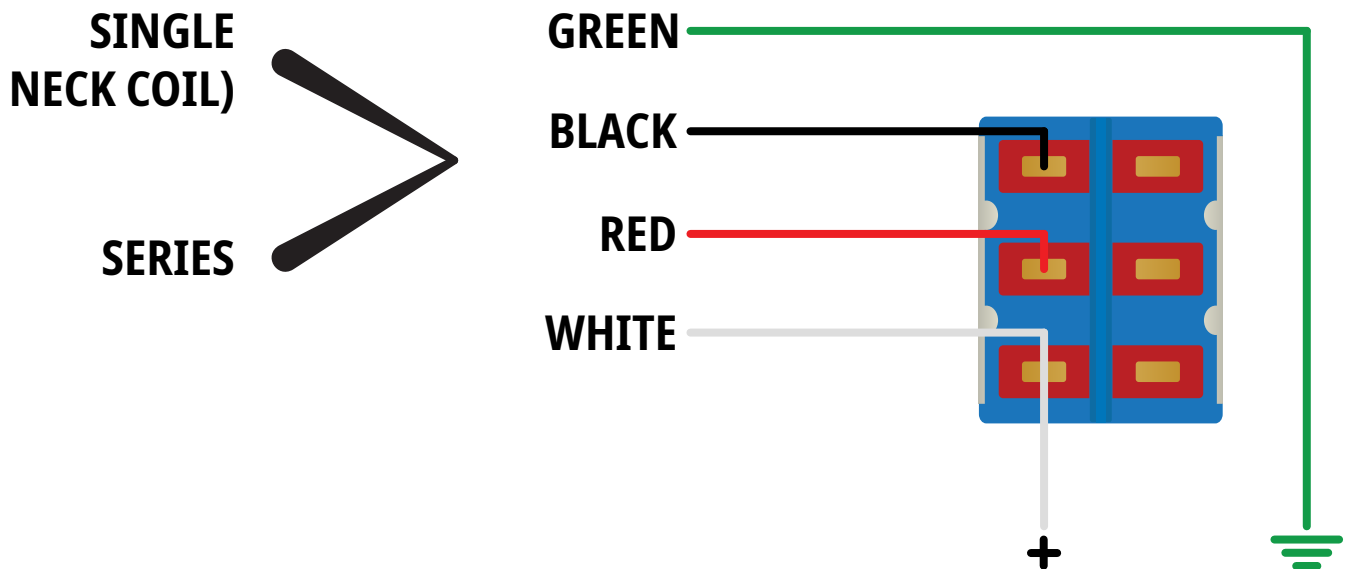 SINGLE
NECK COIL)
SERIES
GREEN
BLACK
RED
WHITE
+